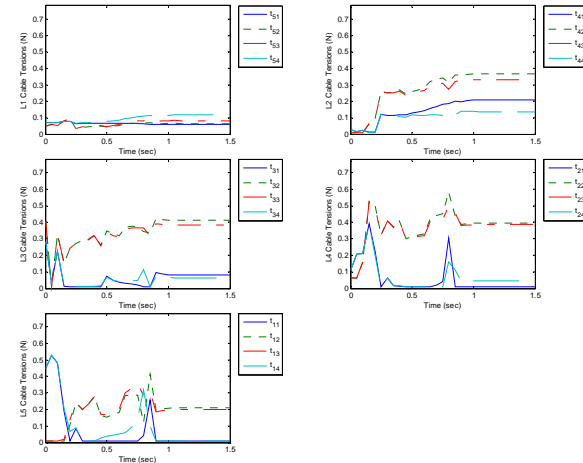 0.7
0.6
0.5
0.4
0.3
0.2
0.1
0
0 0.5 1 1.5
Time (sec)
L1 Cable Tensions (N)
t51
t52
t53
t54
0.7
0.6
0.5
0.4
0.3
0.2
0.1
0
0 0.5 1 1.5
Time (sec)
L2 Cable Tensions (N)
t41
t42
t43
t44
0.7
0.6
0.5
0.4
0.3
0.2
0.1
0
0 0.5 1 1.5
Time (sec)
L3 Cable Tensions (N)
t31
t32
t33
t34
0.7
0.6
0.5
0.4
0.3
0.2
0.1
0
0 0.5 1 1.5
Time (sec)
L4 Cable Tensions (N)
t21
t22
t23
t24
0.7
0.6
0.5
0.4
0.3
0.2
0.1
0
0 0.5 1 1.5
Time (sec)
L5 Cable Tensions (N)
t11
t12
t13
t14